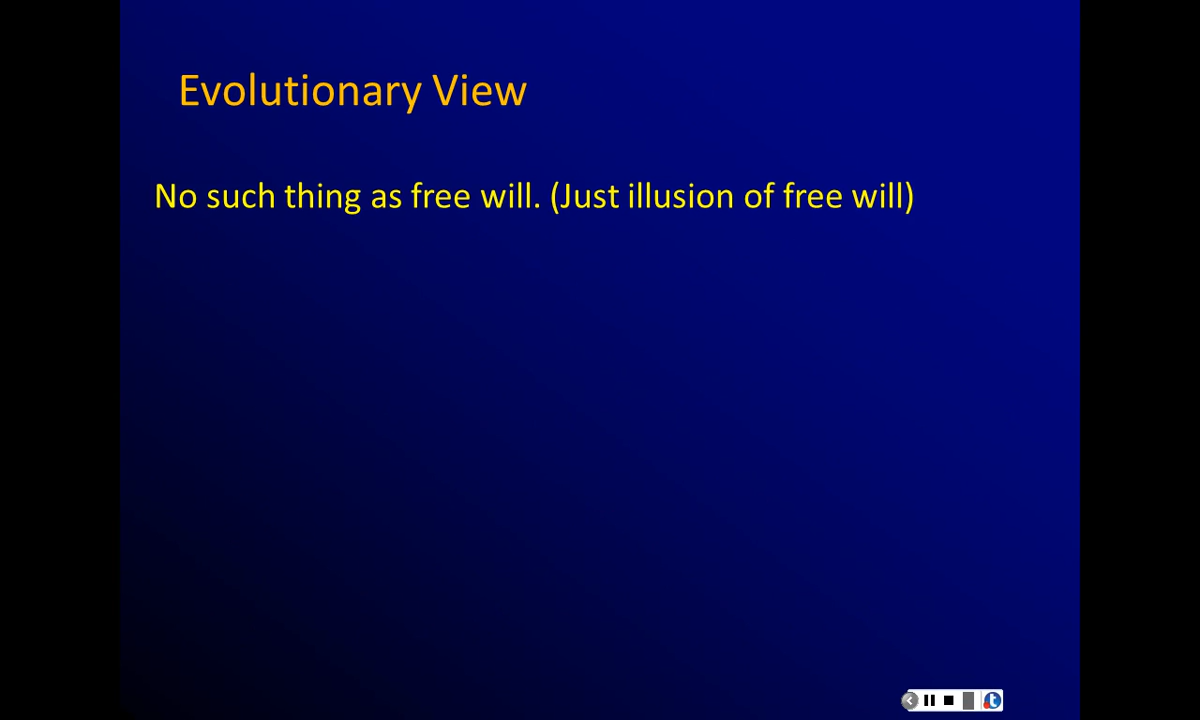 Evolutionary View
No such thing as free will. (Just illusion of free will)